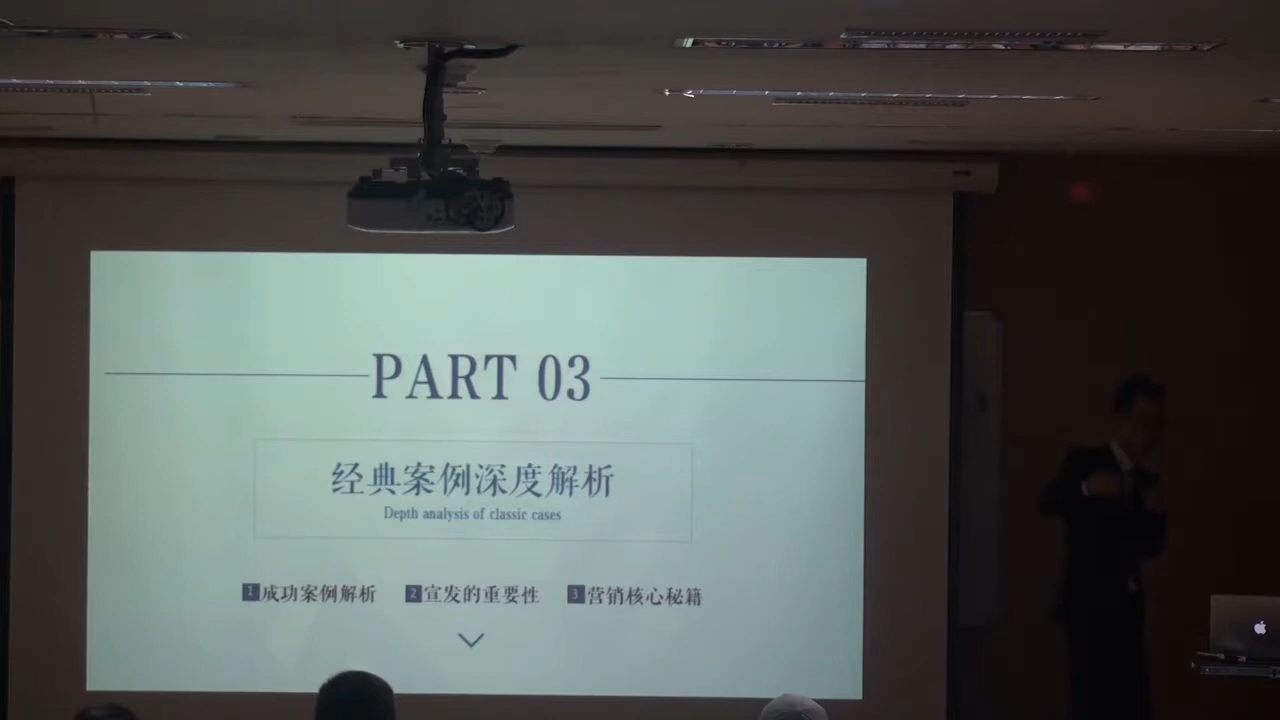 PART 03
经典案例深度解析
Depth analysis of classic cases
1 成功案例解析 2 宣发的重要性 3 营销核心秘籍